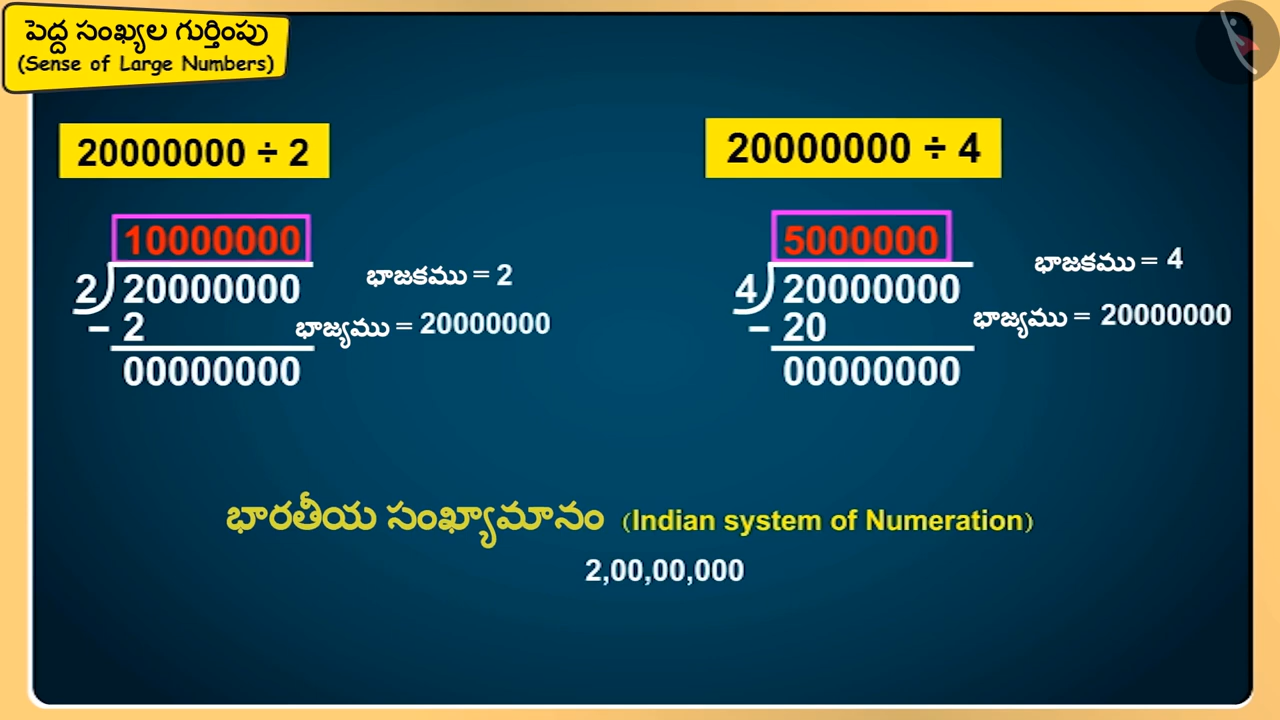 పెద్ద సంఖ్యల గుర్తింపు
(Sense of Large Numbers)
20000000 ÷ 2
10000000
2)20000000
భాజకము = 2
– 2
భాజ్యము = 20000000
00000000
20000000 ÷ 4
5000000
4)20000000
భాజకము = 4
– 20
భాజ్యము = 20000000
00000000
భారతీయ సంఖ్యామానం (Indian system of Numeration)
2,00,00,000